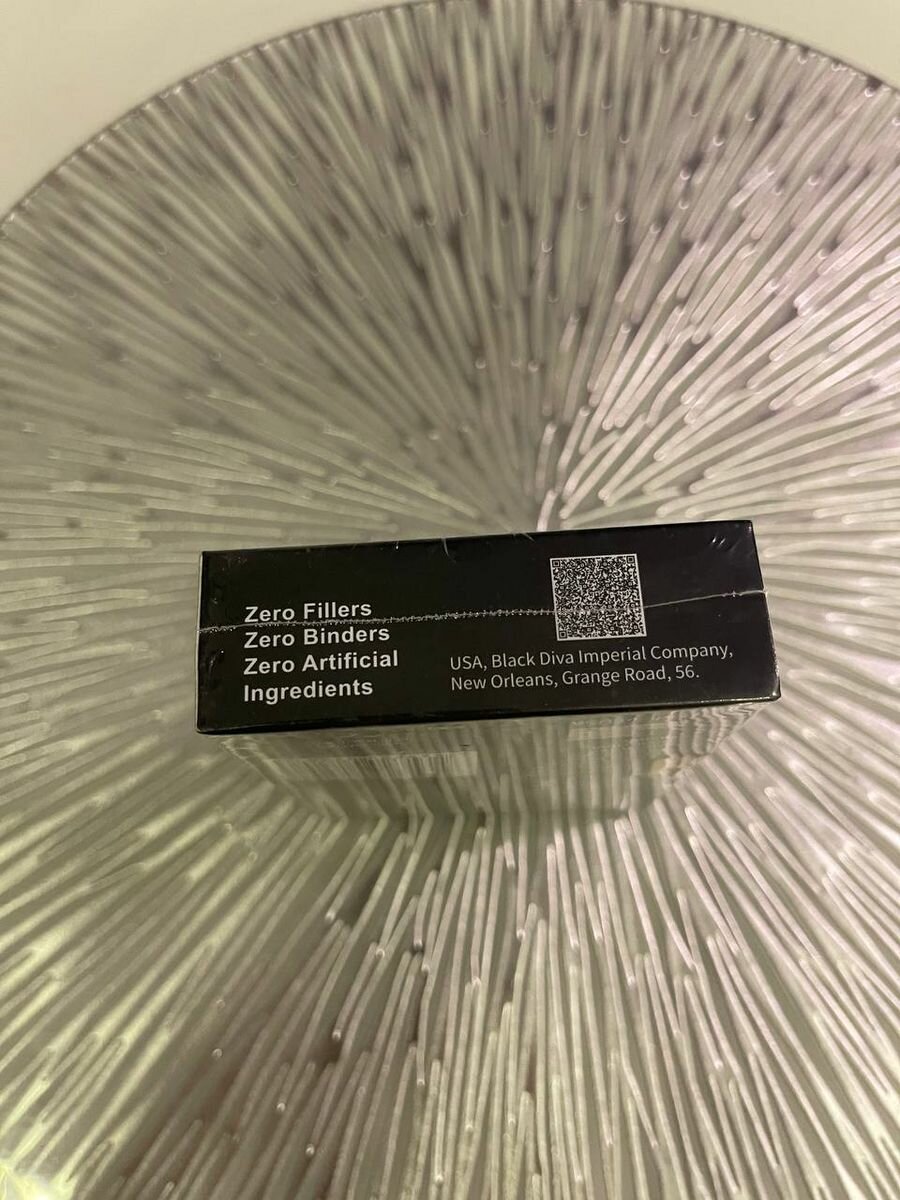 Zero Fillers
Zero Binders
Zero Artificial
Ingredients
USA, Black Diva Imperial Company,
New Orleans, Grange Road, 56.